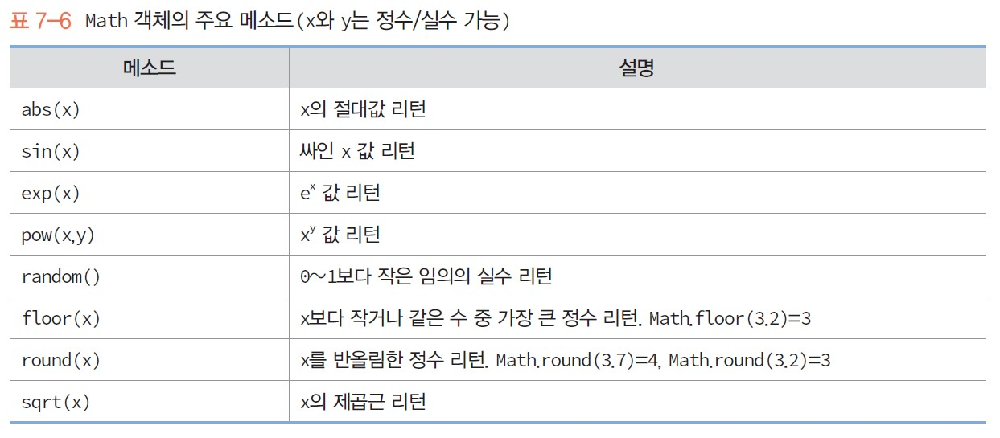 표 7-6 Math 객체의 주요 메소드(x와 y는 정수/실수 가능)
메소드 설명
abs(x) x의 절대값 리턴
sin(x) 싸인 x 값 리턴
exp(x) eˣ 값 리턴
pow(x,y) xʸ 값 리턴
random() 0~1보다 작은 임의의 실수 리턴
floor(x) x보다 작거나 같은 수 중 가장 큰 정수 리턴. Math.floor(3.2)=3
round(x) x를 반올림한 정수 리턴. Math.round(3.7)=4, Math.round(3.2)=3
sqrt(x) x의 제곱근 리턴